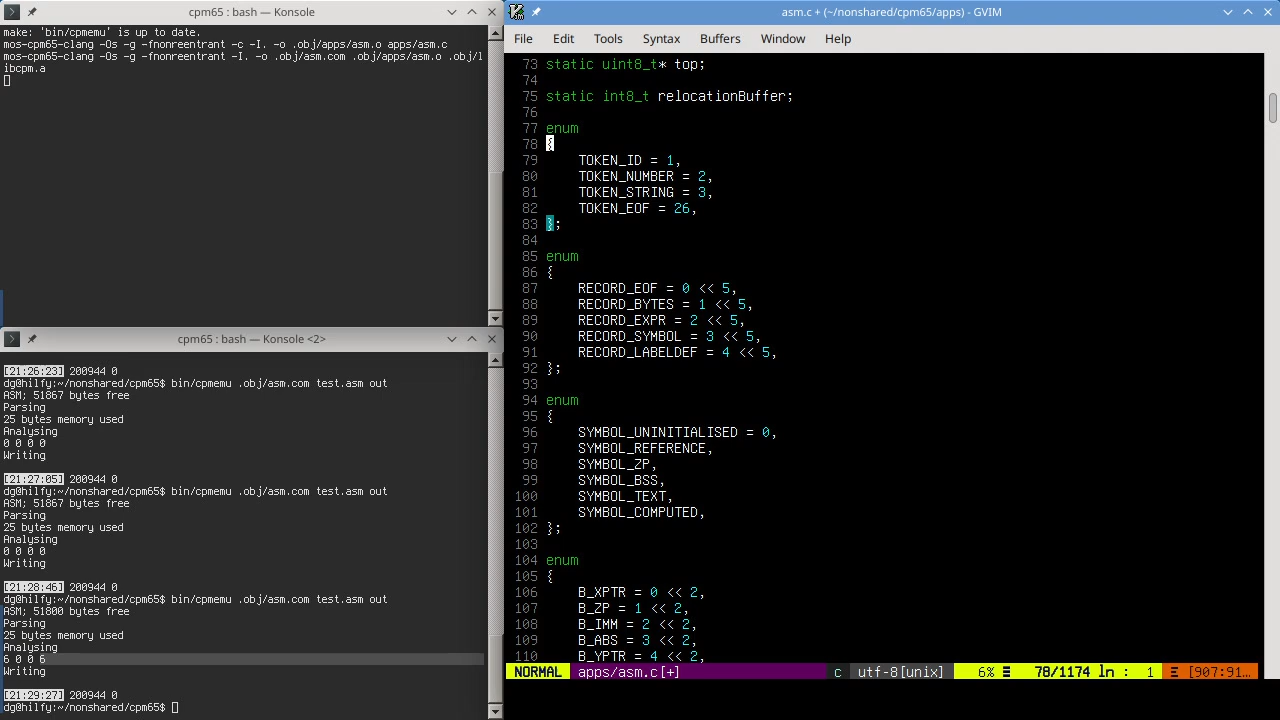 cpm65 : bash — Konsole
make: 'bin/cpmemu' is up to date.
mos-cpm65-clang -Os -g -fnonreentrant -c -I. -o .obj/apps/asm.o apps/asm.c
mos-cpm65-clang -Os -g -fnonreentrant -I. -o .obj/asm.com .obj/apps/asm.o .obj/l
ibcpm.a
cpm65 : bash — Konsole <2>
[21:26:23] 200944 0
dg@hilfy:~/nonshared/cpm65$ bin/cpmemu .obj/asm.com test.asm out
ASM; 51867 bytes free
Parsing
25 bytes memory used
Analysing
0 0 0 0
Writing
[21:27:05] 200944 0
dg@hilfy:~/nonshared/cpm65$ bin/cpmemu .obj/asm.com test.asm out
ASM; 51867 bytes free
Parsing
25 bytes memory used
Analysing
0 0 0 0
Writing
[21:28:46] 200944 0
dg@hilfy:~/nonshared/cpm65$ bin/cpmemu .obj/asm.com test.asm out
ASM; 51800 bytes free
Parsing
25 bytes memory used
Analysing
6 0 0 6
Writing
[21:29:27] 200944 0
dg@hilfy:~/nonshared/cpm65$
asm.c + (~/nonshared/cpm65/apps) - GVIM
File Edit Tools Syntax Buffers Window Help
73 static uint8_t* top;
74
75 static int8_t relocationBuffer;
76
77 enum
78 {
79     TOKEN_ID = 1,
80     TOKEN_NUMBER = 2,
81     TOKEN_STRING = 3,
82     TOKEN_EOF = 26,
83 };
84
85 enum
86 {
87     RECORD_EOF = 0 << 5,
88     RECORD_BYTES = 1 << 5,
89     RECORD_EXPR = 2 << 5,
90     RECORD_SYMBOL = 3 << 5,
91     RECORD_LABELDEF = 4 << 5,
92 };
93
94 enum
95 {
96     SYMBOL_UNINITIALISED = 0,
97     SYMBOL_REFERENCE,
98     SYMBOL_ZP,
99     SYMBOL_BSS,
100     SYMBOL_TEXT,
101     SYMBOL_COMPUTED,
102 };
103
104 enum
105 {
106     B_XPTR = 0 << 2,
107     B_ZP = 1 << 2,
108     B_IMM = 2 << 2,
109     B_ABS = 3 << 2,
110     B_YPTR = 4 << 2,
NORMAL apps/asm.c[+] c utf-8[unix] 6% ☰ 78/1174 ln : 1 Ξ [907:91…